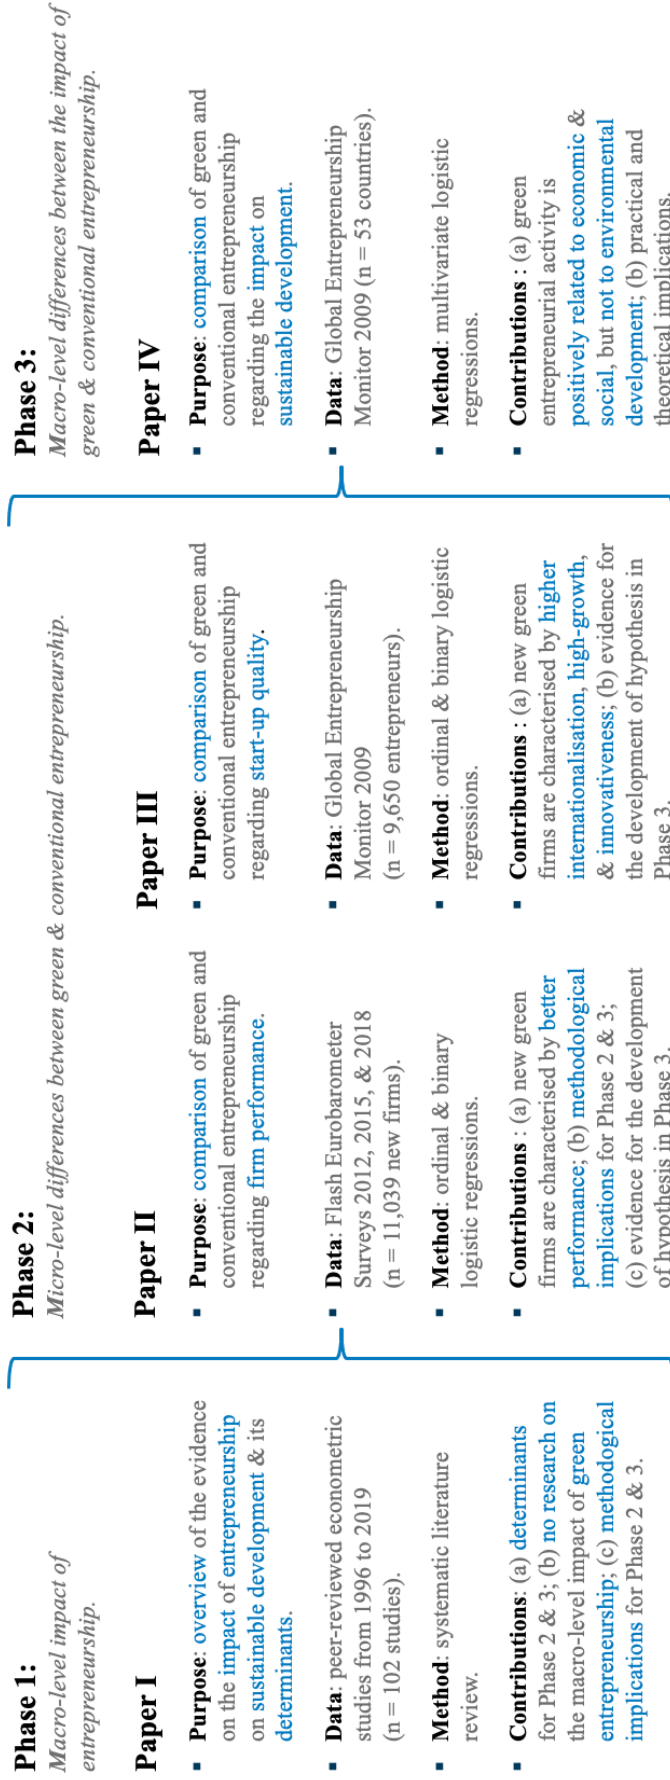 Phase 1:
Macro-level impact of
entrepreneurship.
Paper I
▪ Purpose: overview of the evidence
on the impact of entrepreneurship
on sustainable development & its
determinants.
▪ Data: peer-reviewed econometric
studies from 1996 to 2019
(n = 102 studies).
▪ Method: systematic literature
review.
▪ Contributions: (a) determinants
for Phase 2 & 3; (b) no research on
the macro-level impact of green
entrepreneurship; (c) methodological
implications for Phase 2 & 3.
Phase 2:
Micro-level differences between green & conventional entrepreneurship.
Paper II
▪ Purpose: comparison of green and
conventional entrepreneurship
regarding firm performance.
▪ Data: Flash Eurobarometer
Surveys 2012, 2015, & 2018
(n = 11,039 new firms).
▪ Method: ordinal & binary
logistic regressions.
▪ Contributions : (a) new green
firms are characterised by better
performance; (b) methodological
implications for Phase 2 & 3;
(c) evidence for the development
of hypothesis in Phase 3.
Paper III
▪ Purpose: comparison of green and
conventional entrepreneurship
regarding start-up quality.
▪ Data: Global Entrepreneurship
Monitor 2009
(n = 9,650 entrepreneurs).
▪ Method: ordinal & binary logistic
regressions.
▪ Contributions : (a) new green
firms are characterised by higher
internationalisation, high-growth,
& innovativeness; (b) evidence for
the development of hypothesis in
Phase 3.
Phase 3:
Macro-level differences between the impact of
green & conventional entrepreneurship.
Paper IV
▪ Purpose: comparison of green and
conventional entrepreneurship
regarding the impact on
sustainable development.
▪ Data: Global Entrepreneurship
Monitor 2009 (n = 53 countries).
▪ Method: multivariate logistic
regressions.
▪ Contributions : (a) green
entrepreneurial activity is
positively related to economic &
social, but not to environmental
development; (b) practical and
theoretical implications.